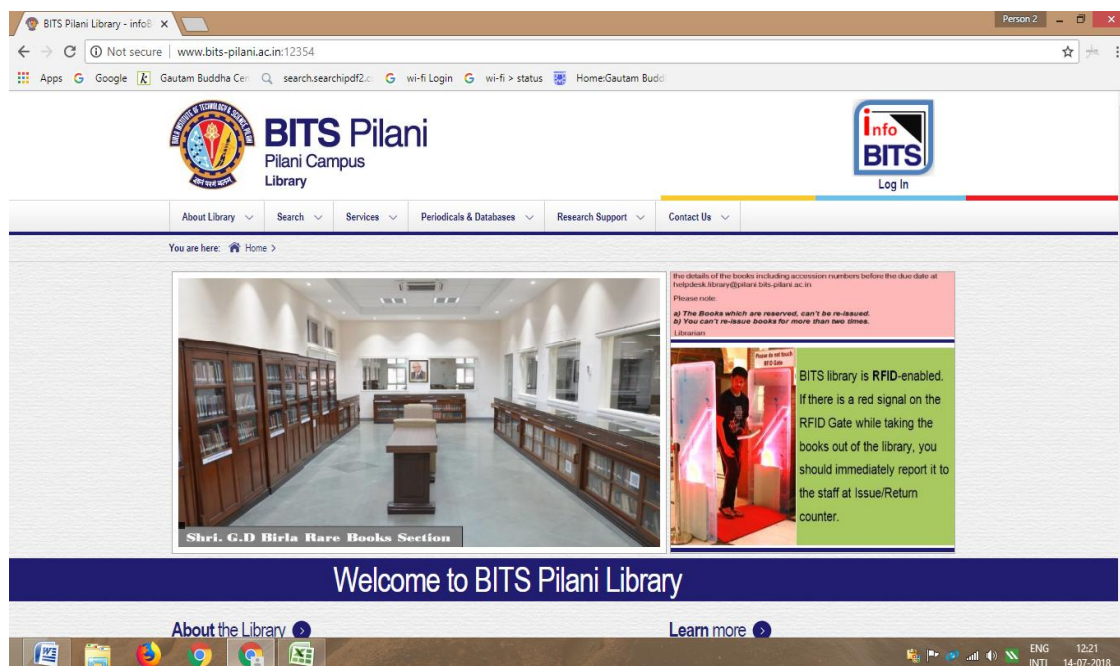 BITS Pilani Library - infoB
Person 2
Not secure | www.bits-pilani.ac.in:12354
Apps Google Gautam Buddha Cen search.searchipdf2.c wi-fi Login wi-fi > status Home:Gautam Budd
BITS Pilani
Pilani Campus
Library
info
BITS
Log In
About Library Search Services Periodicals & Databases Research Support Contact Us
You are here: Home >
the details of the books including accession numbers before the due date at
helpdesk.library@pilani.bits-pilani.ac.in
Please note:
a) The Books which are reserved, can't be re-issued.
b) You can't re-issue books for more than two times.
Librarian
Please do not touch
RFID Gate
BITS library is RFID-enabled.
If there is a red signal on the
RFID Gate while taking the
books out of the library, you
should immediately report it to
the staff at Issue/Return
counter.
Shri. G.D Birla Rare Books Section
Welcome to BITS Pilani Library
About the Library
Learn more
ENG 12:21
INTL 14-07-2018